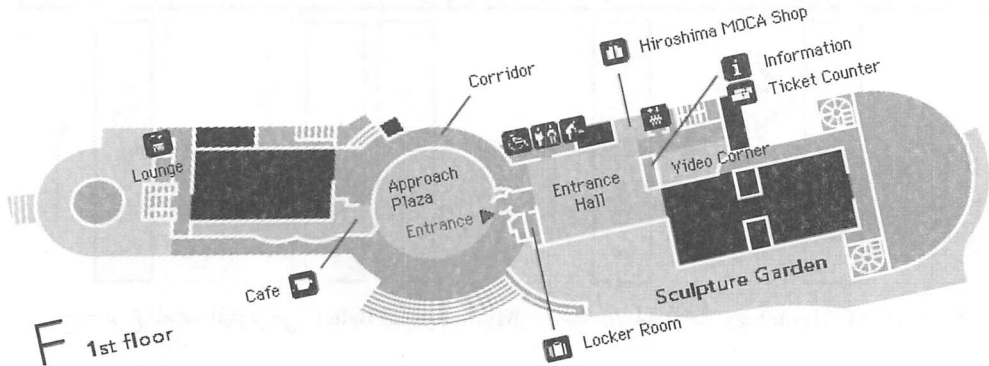 Hiroshima MOCA Shop
i Information
Ticket Counter
Corridor
Lounge
Approach
Plaza
Entrance
Entrance
Hall
Video Corner
Cafe
Sculpture Garden
Locker Room
F 1st floor